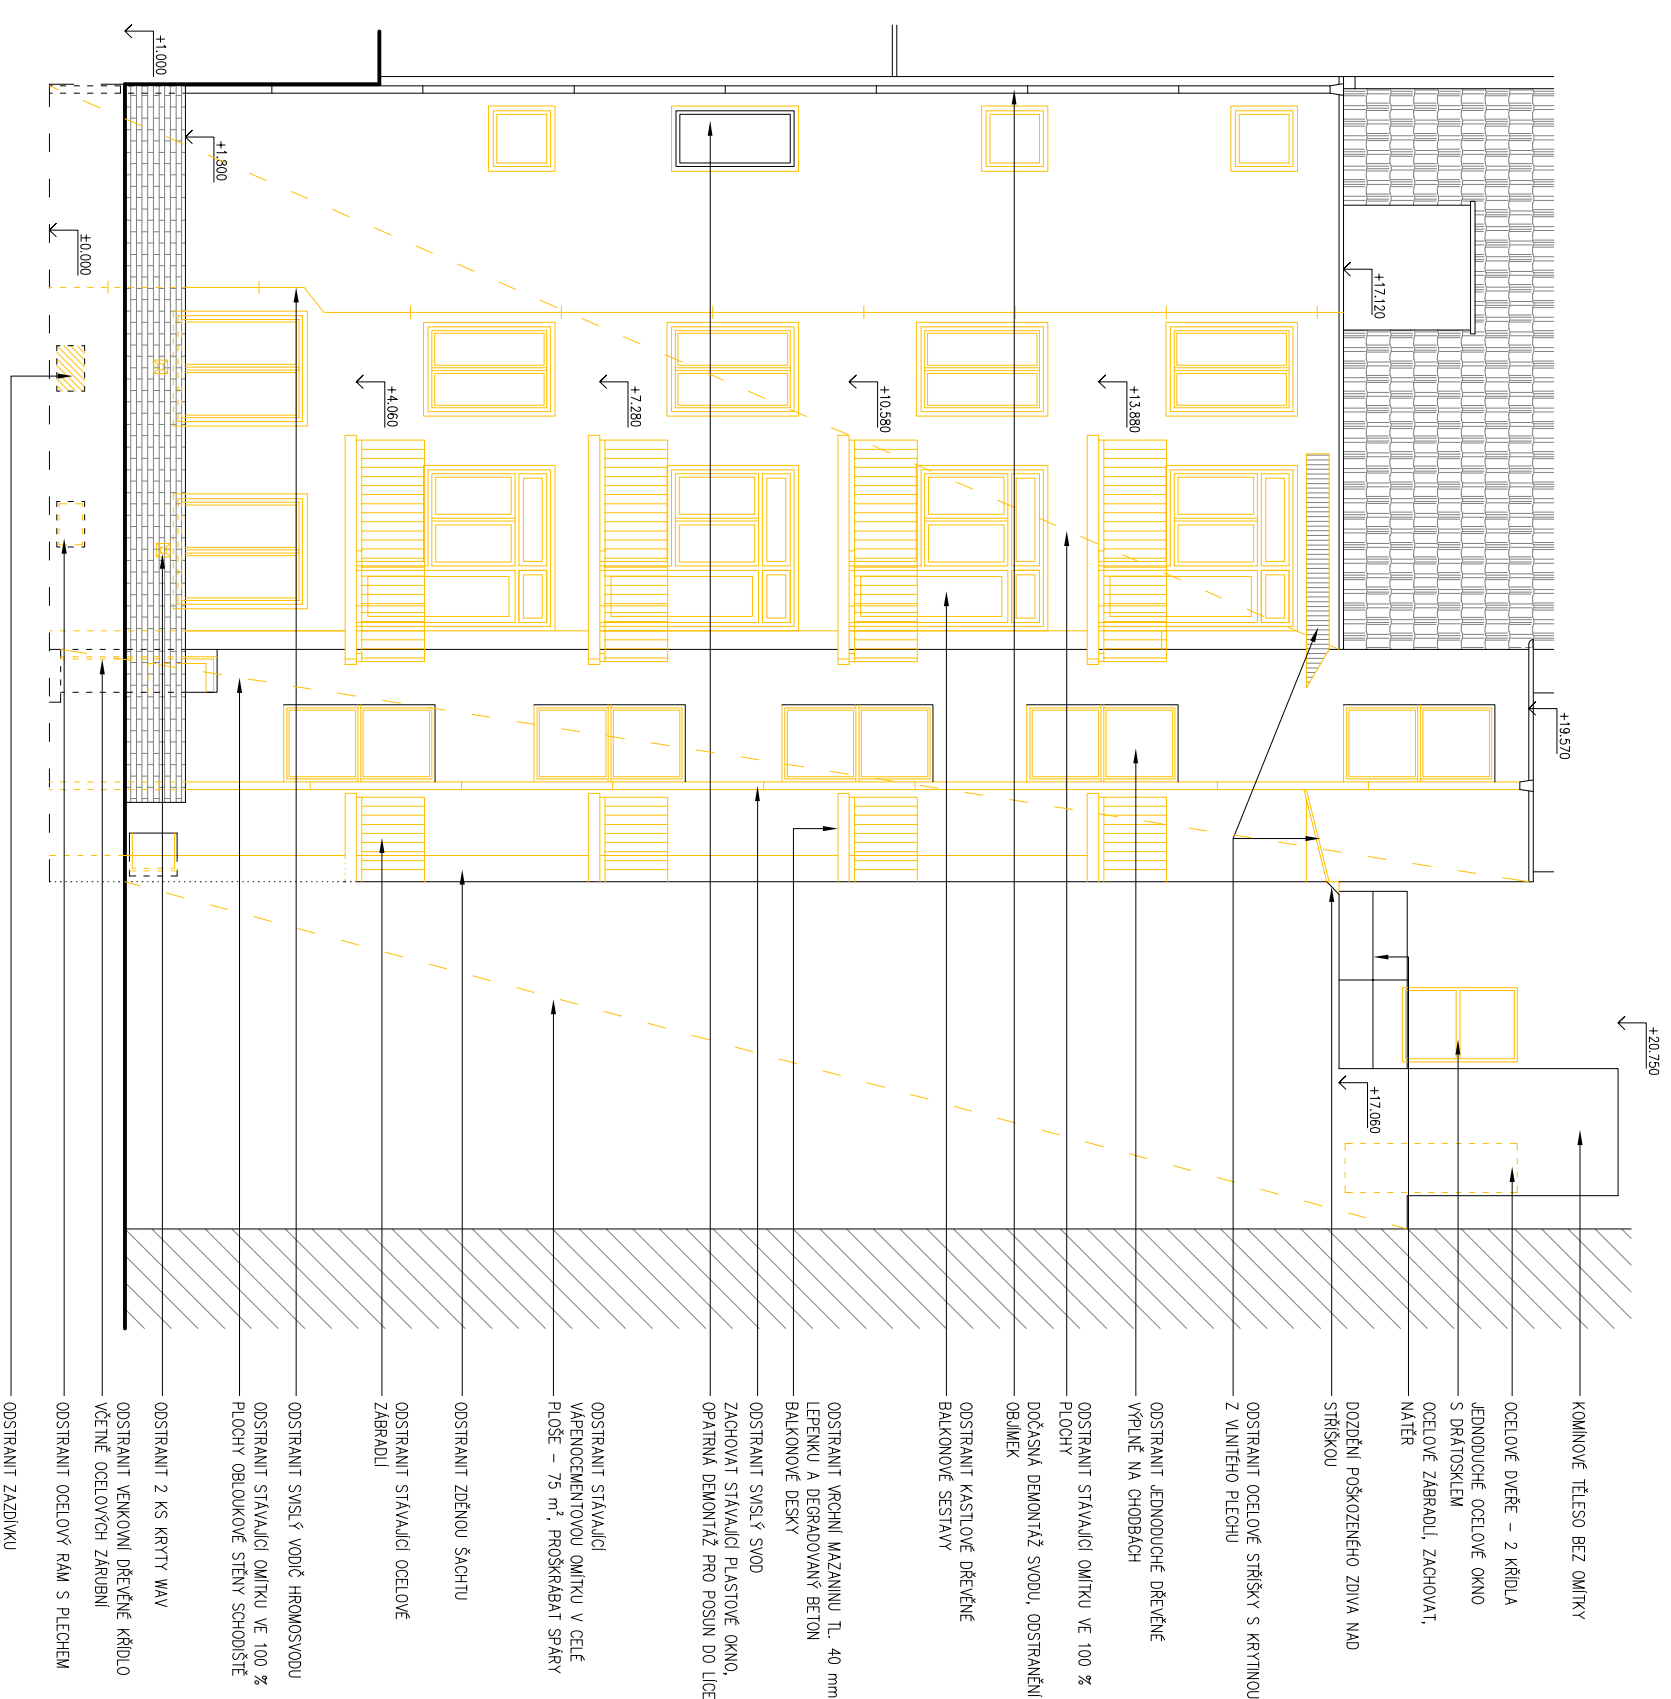 +20.750
+19.570
+17.120
+17.060
+13.880
+10.580
+7.280
+4.060
+1.800
+1.000
±0.000
KOMÍNOVÉ TĚLESO BEZ OMÍTKY
OCELOVÉ DVEŘE – 2 KŘÍDLA
JEDNODUCHÉ OCELOVÉ OKNO
S DRÁTOSKLEM
OCELOVÉ ZÁBRADLÍ, ZACHOVAT,
NÁTĚR
DOZDĚNÍ POŠKOZENÉHO ZDIVA NAD
STŘÍŠKOU
ODSTRANIT OCELOVÉ STŘÍŠKY S KRYTINOU
Z VLNITÉHO PLECHU
ODSTRANIT JEDNODUCHÉ DŘEVĚNÉ
VÝPLNĚ NA CHODBÁCH
ODSTRANIT STÁVAJÍCÍ OMÍTKU VE 100 %
PLOCHY
DOČASNÁ DEMONTÁŽ SVODU, ODSTRANĚNÍ
OBJÍMEK
ODSTRANIT KASTLOVÉ DŘEVĚNÉ
BALKONOVÉ SESTAVY
ODSTRANIT VRCHNÍ MAZANINU TL. 40 mm
LEPENKU A DEGRADOVANÝ BETON
BALKONOVÉ DESKY
ODSTRANIT SVISLÝ SVOD
ZACHOVAT STÁVAJÍCÍ PLASTOVÉ OKNO,
OPATRNÁ DEMONTÁŽ PRO POSUN DO LÍCE
ODSTRANIT STÁVAJÍCÍ
VÁPENOCEMENTOVOU OMÍTKU V CELÉ
PLOŠE – 75 m², PROŠKRÁBAT SPÁRY
ODSTRANIT ZDĚNOU ŠACHTU
ODSTRANIT STÁVAJÍCÍ OCELOVÉ
ZÁBRADLÍ
ODSTRANIT SVISLÝ VODIČ HROMOSVODU
ODSTRANIT STÁVAJÍCÍ OMÍTKU VE 100 %
PLOCHY OBLOUKOVÉ STĚNY SCHODIŠTĚ
ODSTRANIT 2 KS KRYTY WAV
ODSTRANIT VENKOVNÍ DŘEVĚNÉ KŘÍDLO
VČETNĚ OCELOVÝCH ZÁRUBNÍ
ODSTRANIT OCELOVÝ RÁM S PLECHEM
ODSTRANIT ZAZDÍVKU